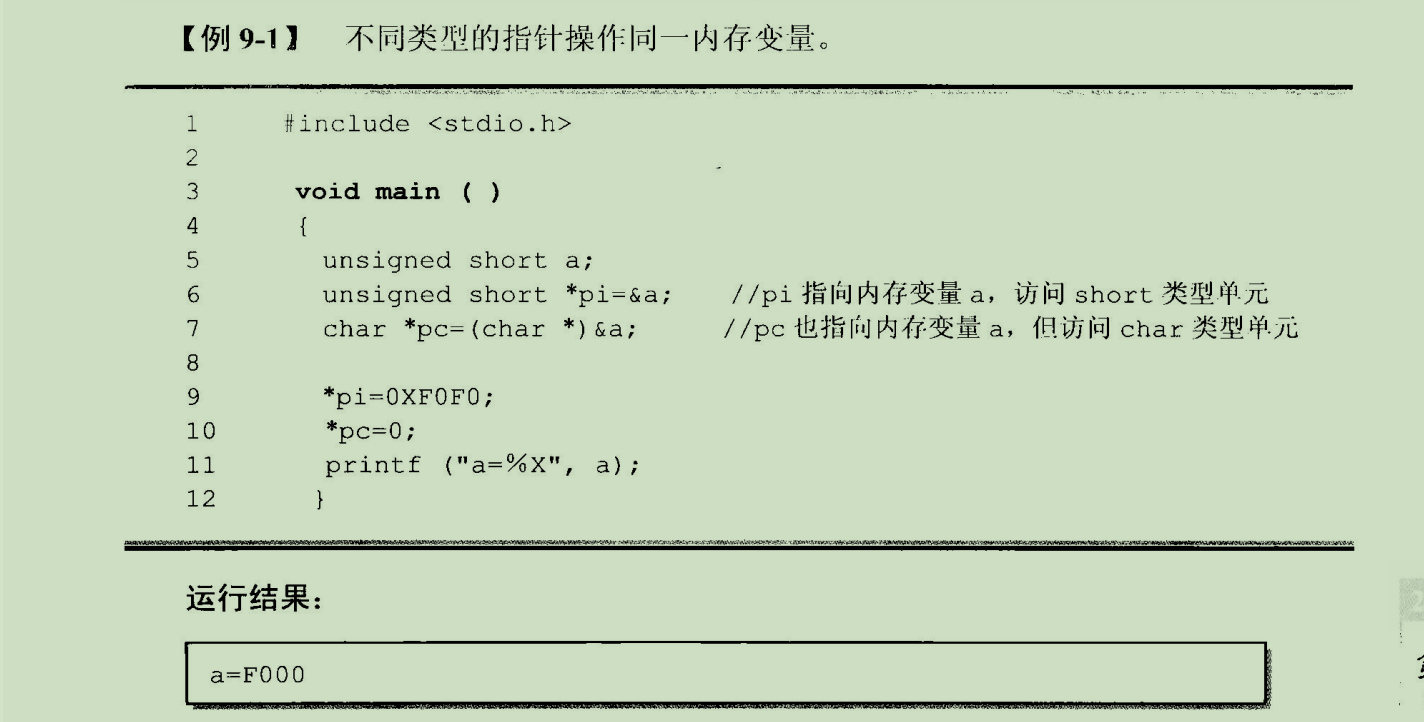 【例 9-1】 不同类型的指针操作同一内存变量。
1 #include <stdio.h>
2
3 void main ( )
4 {
5 unsigned short a;
6 unsigned short *pi=&a; //pi 指向内存变量 a，访问 short 类型单元
7 char *pc=(char *)&a; //pc 也指向内存变量 a，但访问 char 类型单元
8
9 *pi=0XF0F0;
10 *pc=0;
11 printf ("a=%X", a);
12 }
运行结果：
a=F000